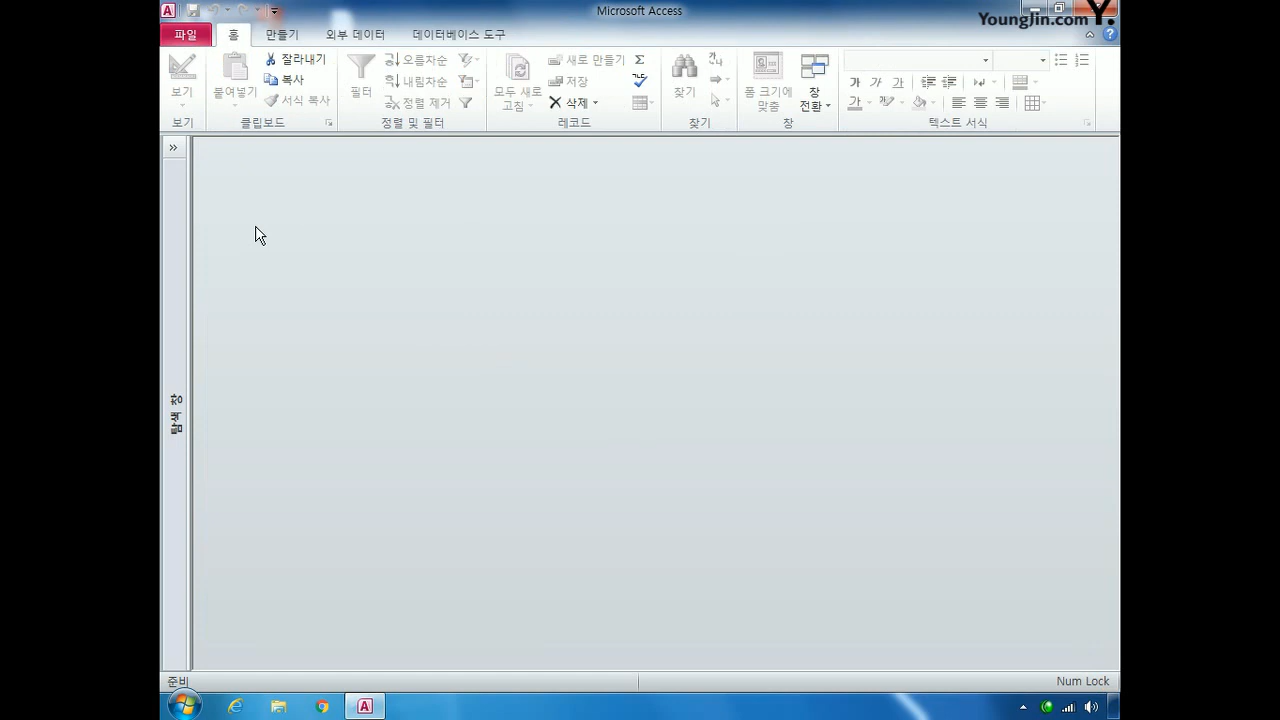 Microsoft Access
YoungJin.com Y.
파일 홈 만들기 외부 데이터 데이터베이스 도구
잘라내기 오름차순 새로 만들기
복사 내림차순 저장
보기 붙여넣기 서식 복사 필터 정렬 제거 모두 새로 고침 삭제 찾기 폼 크기에 맞춤 창 전환 가 가 가
가
보기 클립보드 정렬 및 필터 레코드 찾기 창 텍스트 서식
탐색 창
준비 Num Lock